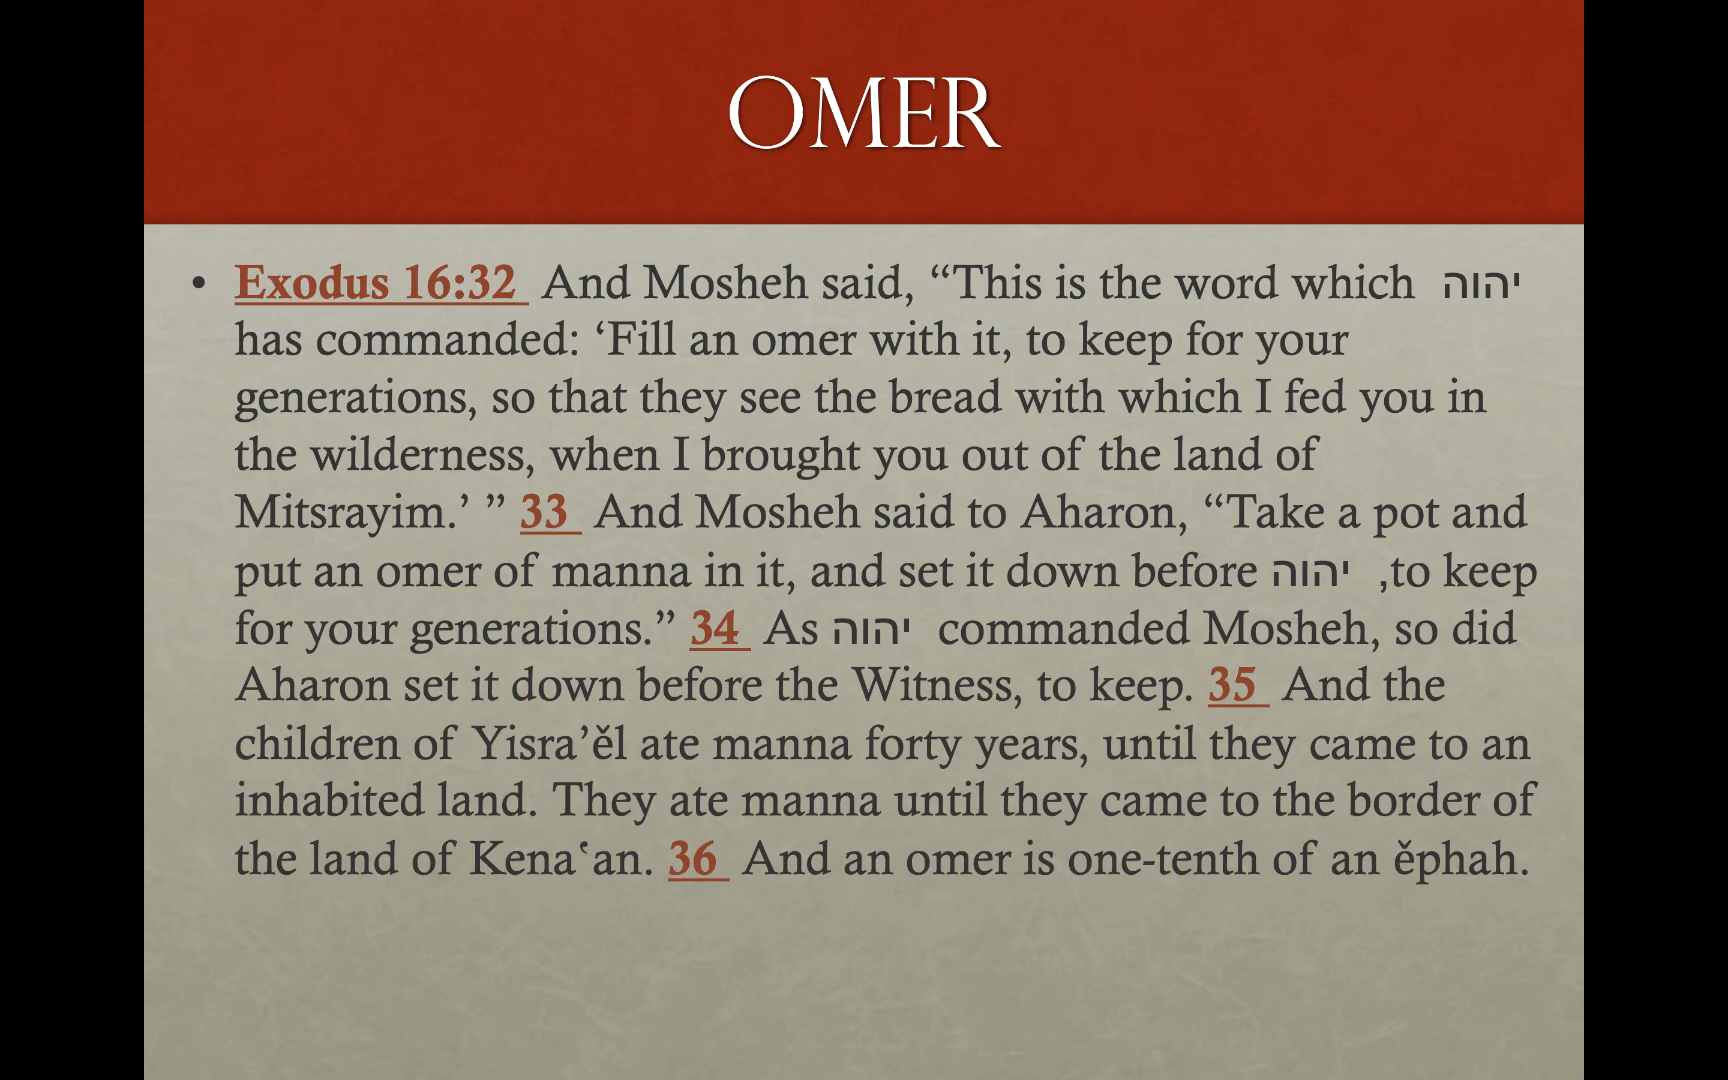 OMER
• Exodus 16:32 And Mosheh said, “This is the word which יהוה
has commanded: ‘Fill an omer with it, to keep for your
generations, so that they see the bread with which I fed you in
the wilderness, when I brought you out of the land of
Mitsrayim.’ ” 33 And Mosheh said to Aharon, “Take a pot and
put an omer of manna in it, and set it down before יהוה ,to keep
for your generations.” 34 As יהוה commanded Mosheh, so did
Aharon set it down before the Witness, to keep. 35 And the
children of Yisra’ěl ate manna forty years, until they came to an
inhabited land. They ate manna until they came to the border of
the land of Kenaʽan. 36 And an omer is one-tenth of an ěphah.